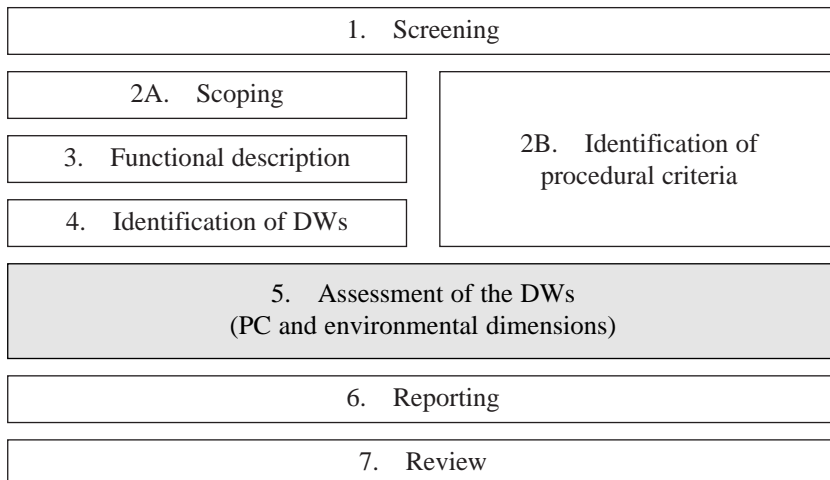 1. Screening
2A. Scoping
3. Functional description
4. Identification of DWs
2B. Identification of
procedural criteria
5. Assessment of the DWs
(PC and environmental dimensions)
6. Reporting
7. Review